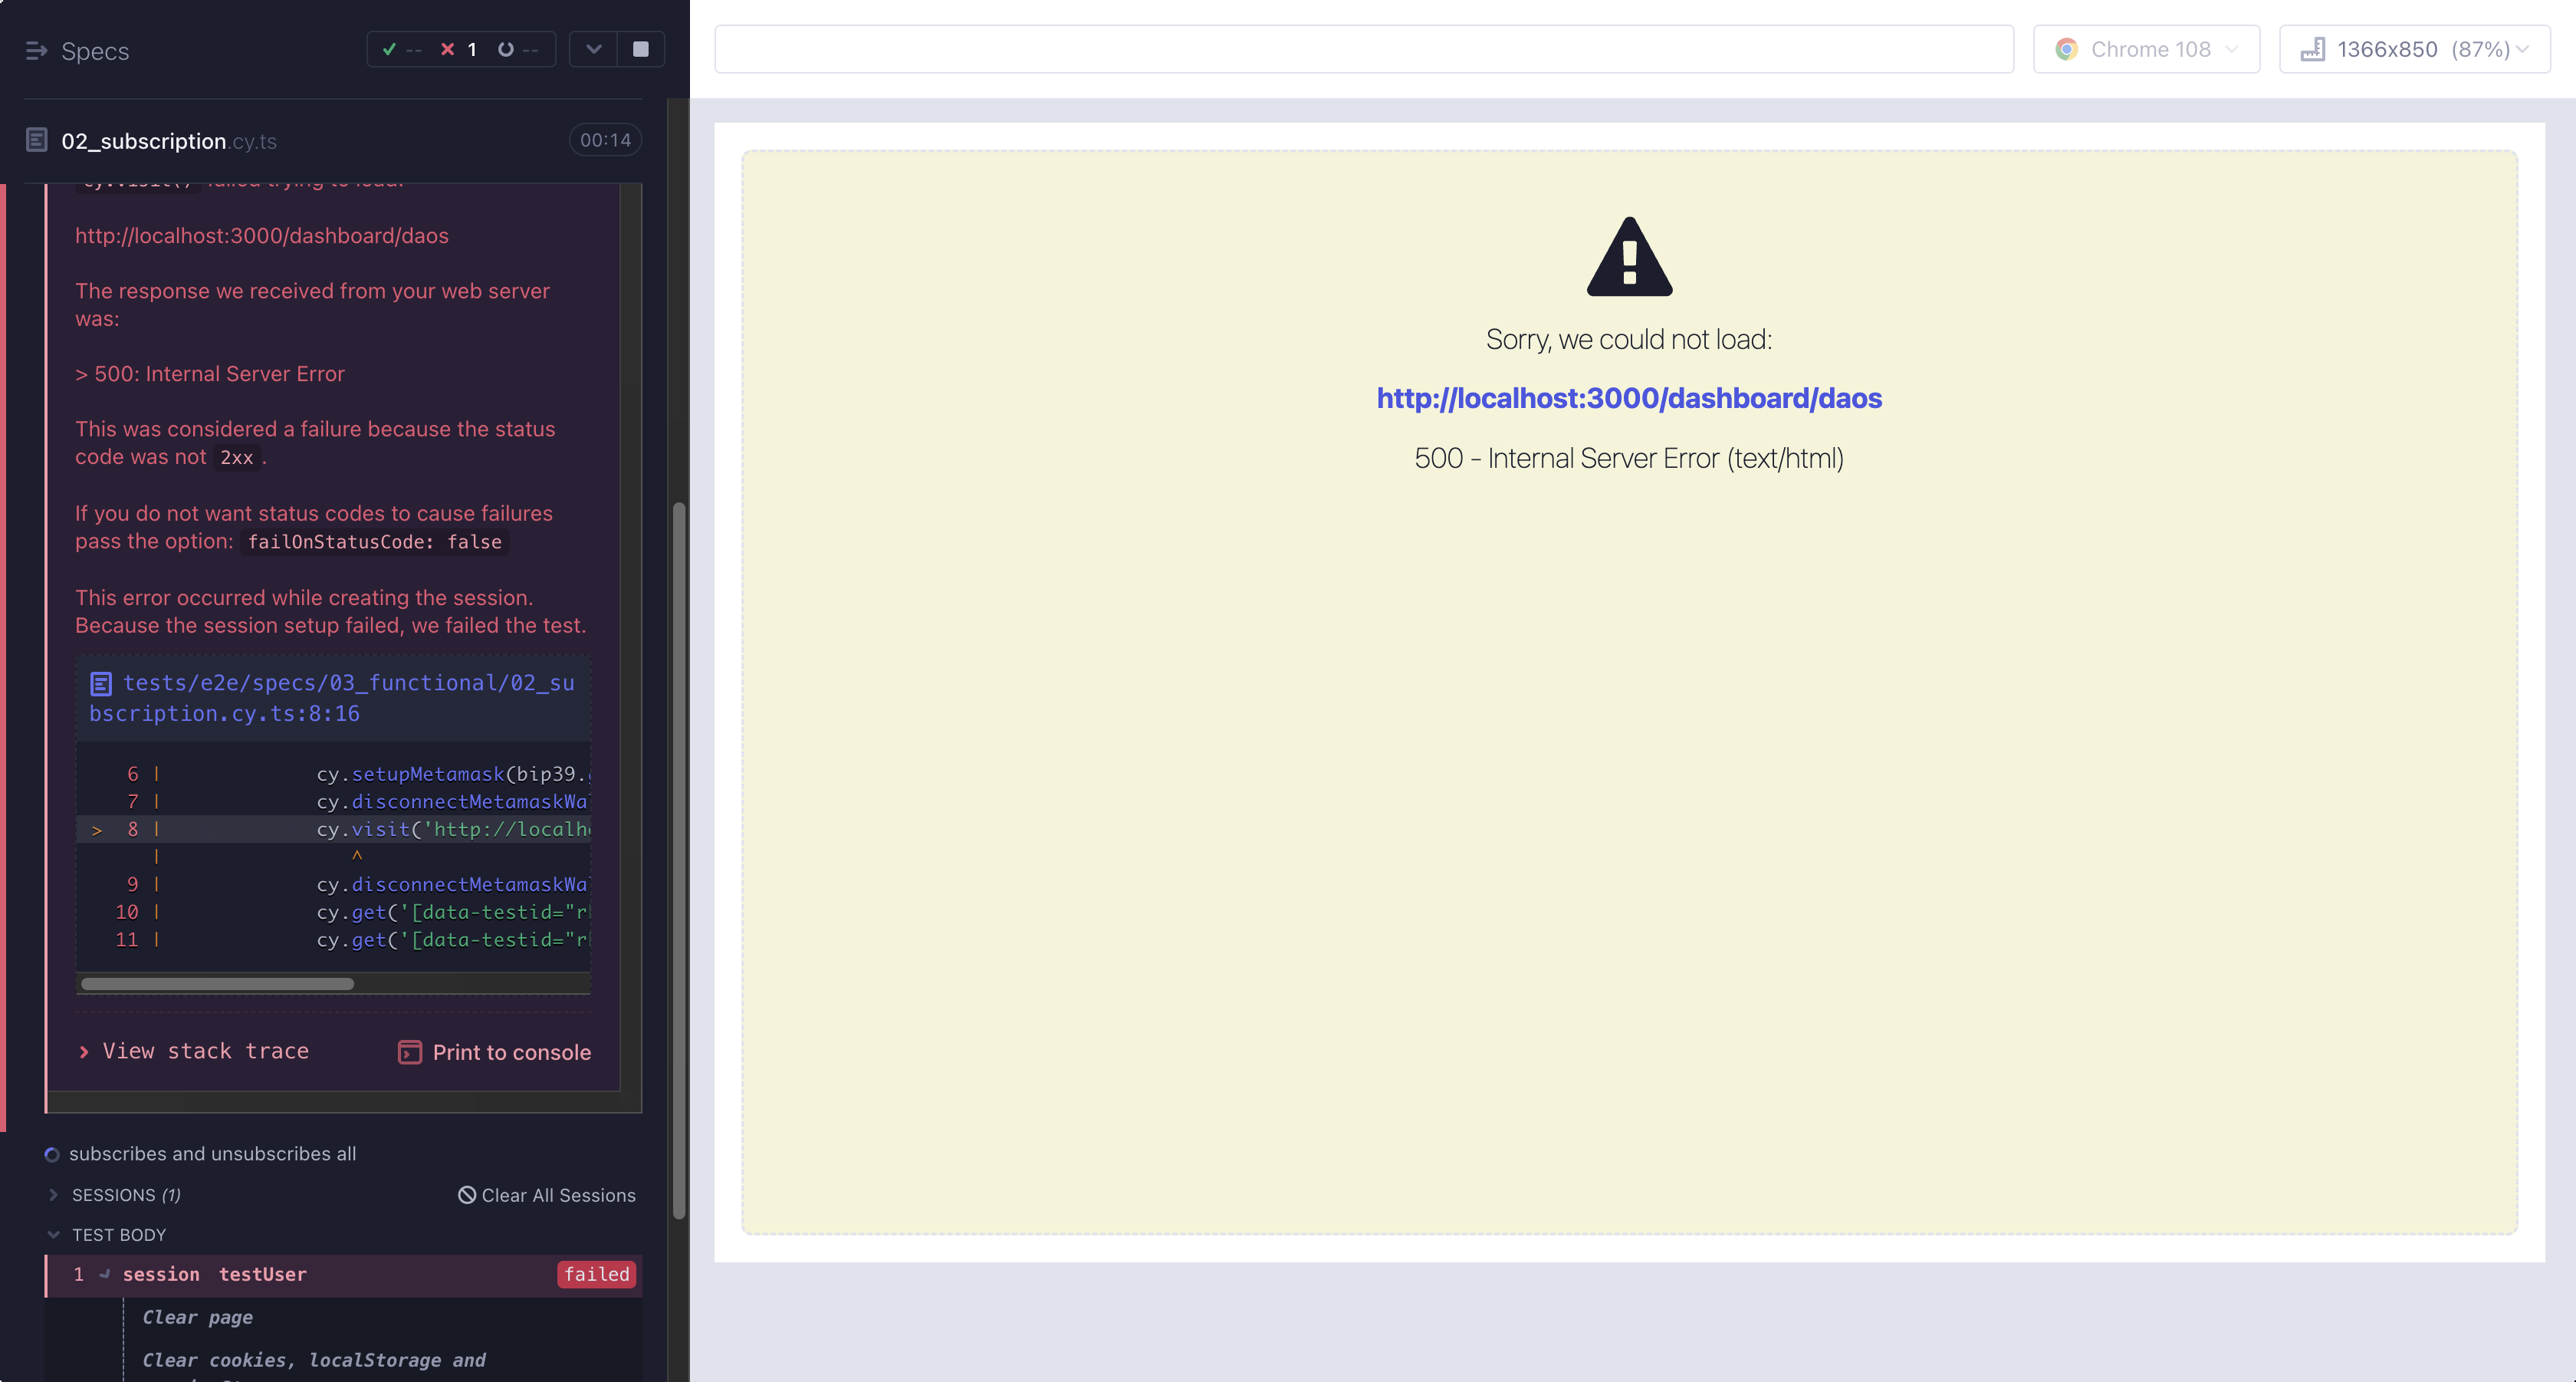 Specs
-- 1 --
02_subscription.cy.ts 00:14
cy.visit() failed trying to load:
http://localhost:3000/dashboard/daos
The response we received from your web server
was:
> 500: Internal Server Error
This was considered a failure because the status
code was not 2xx .
If you do not want status codes to cause failures
pass the option: failOnStatusCode: false
This error occurred while creating the session.
Because the session setup failed, we failed the test.
tests/e2e/specs/03_functional/02_su
bscription.cy.ts:8:16
6 | cy.setupMetamask(bip39.
7 | cy.disconnectMetamaskWa
> 8 | cy.visit('http://localh
| ^
9 | cy.disconnectMetamaskWa
10 | cy.get('[data-testid="r
11 | cy.get('[data-testid="r
View stack trace Print to console
subscribes and unsubscribes all
SESSIONS (1) Clear All Sessions
TEST BODY
1 session testUser failed
Clear page
Clear cookies, localStorage and
Chrome 108
1366x850 (87%)
Sorry, we could not load:
http://localhost:3000/dashboard/daos
500 - Internal Server Error (text/html)